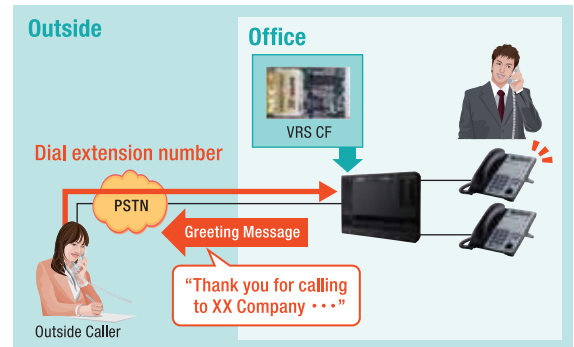 Outside
Office
VRS CF
Dial extension number
PSTN
Greeting Message
“Thank you for calling
to XX Company ･･･”
Outside Caller